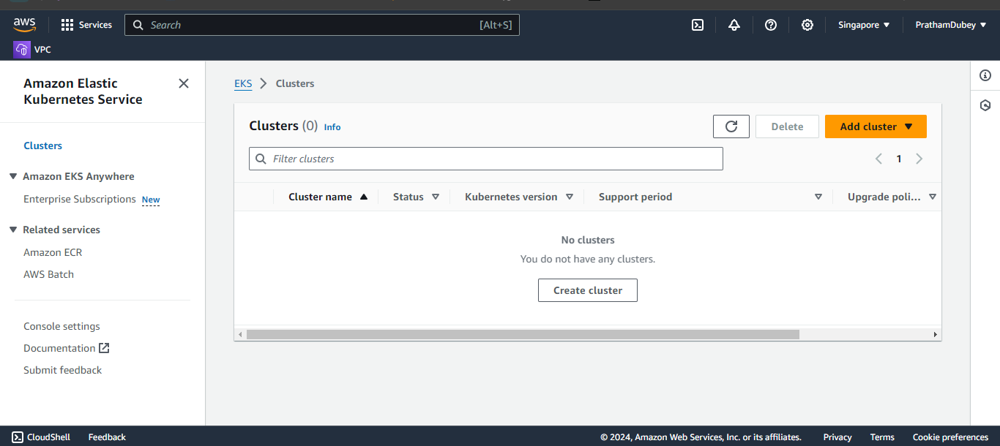 aws
Services
Search
[Alt+S]
Singapore
PrathamDubey
VPC
Amazon Elastic
Kubernetes Service
Clusters
Amazon EKS Anywhere
Enterprise Subscriptions New
Related services
Amazon ECR
AWS Batch
Console settings
Documentation
Submit feedback
EKS > Clusters
Clusters (0) Info
Delete
Add cluster
Filter clusters
1
Cluster name
Status
Kubernetes version
Support period
Upgrade poli...
No clusters
You do not have any clusters.
Create cluster
CloudShell
Feedback
© 2024, Amazon Web Services, Inc. or its affiliates.
Privacy
Terms
Cookie preferences